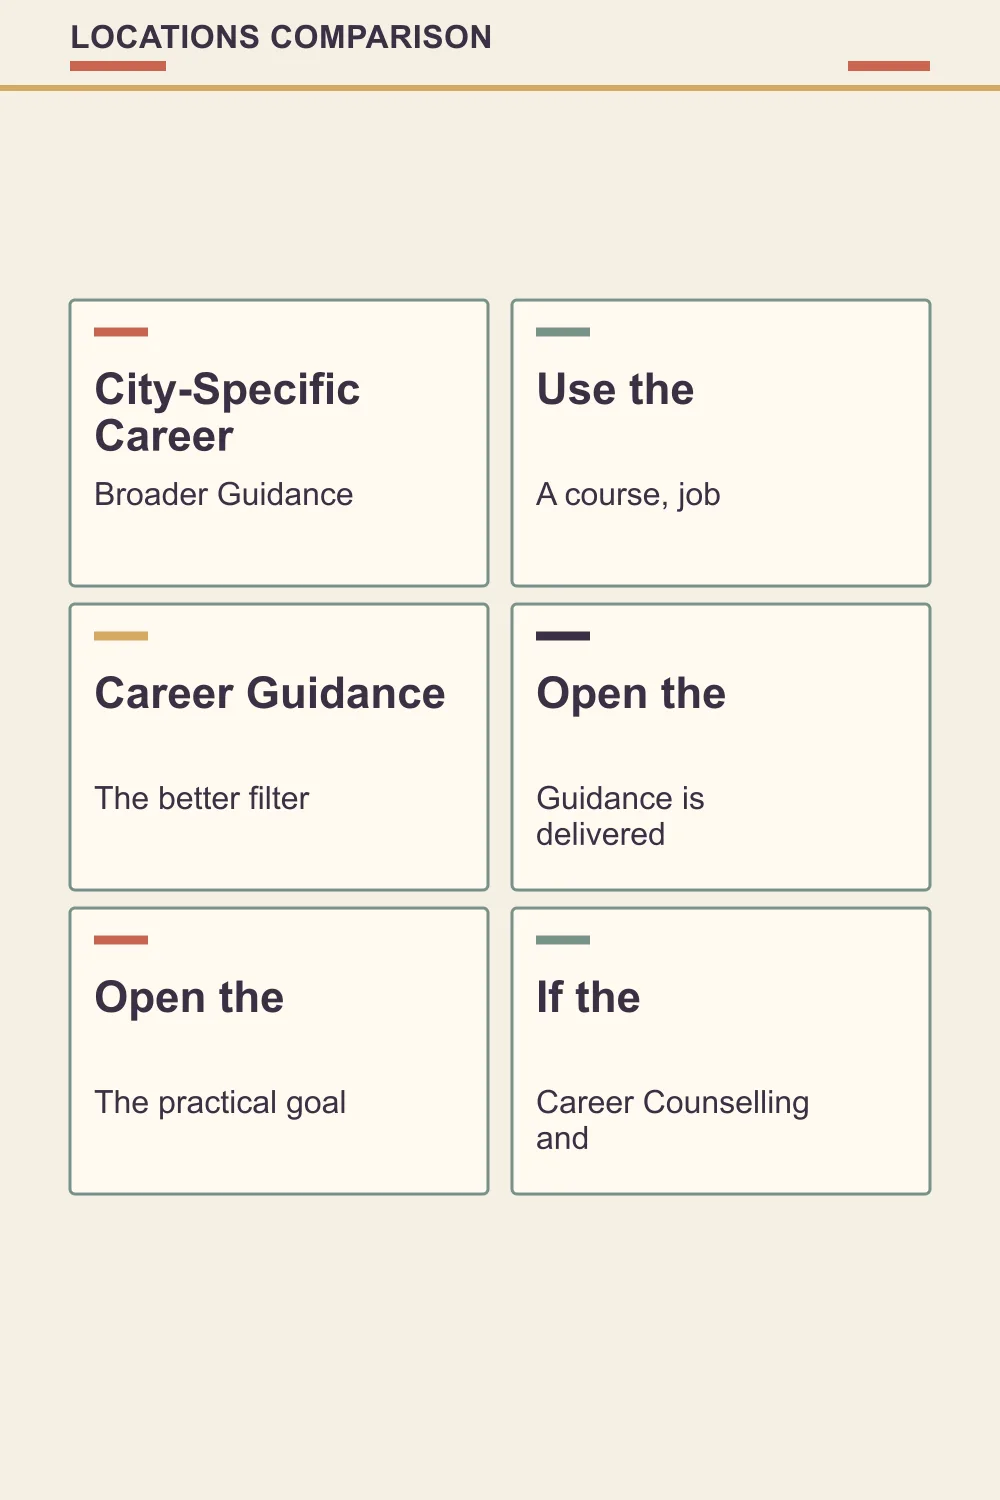 LOCATIONS COMPARISON
City-Specific
Career
Broader Guidance
Use the
A course, job
Career Guidance
The better filter
Open the
Guidance is
delivered
Open the
The practical goal
If the
Career Counselling
and